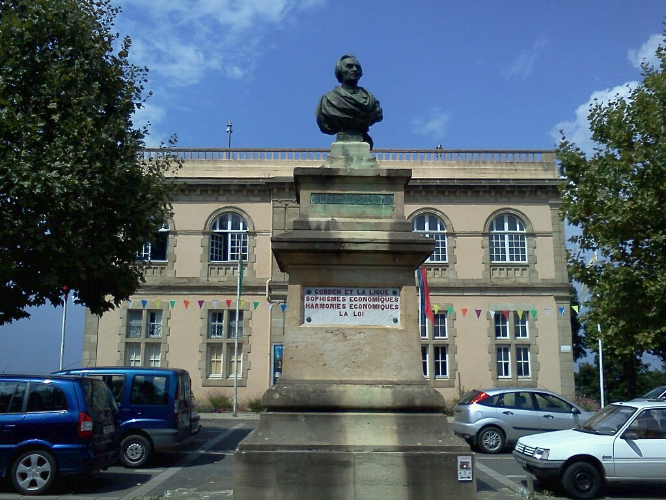 COBDEN ET LA LIGUE
SOPHISMES ECONOMIQUES
HARMONIES ECONOMIQUES
LA LOI